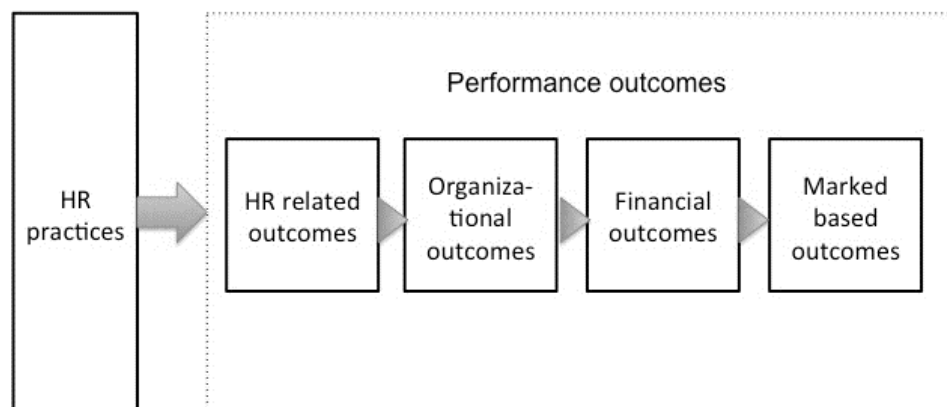 Performance outcomes
HR
practices
HR related
outcomes
Organiza-
tional
outcomes
Financial
outcomes
Marked
based
outcomes